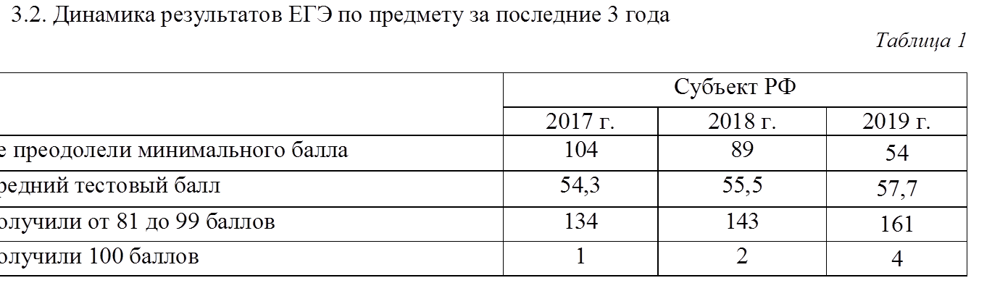 3.2. Динамика результатов ЕГЭ по предмету за последние 3 года
Таблица 1
Субъект РФ
2017 г. 2018 г. 2019 г.
е преодолели минимального балла 104 89 54
редний тестовый балл 54,3 55,5 57,7
олучили от 81 до 99 баллов 134 143 161
олучили 100 баллов 1 2 4